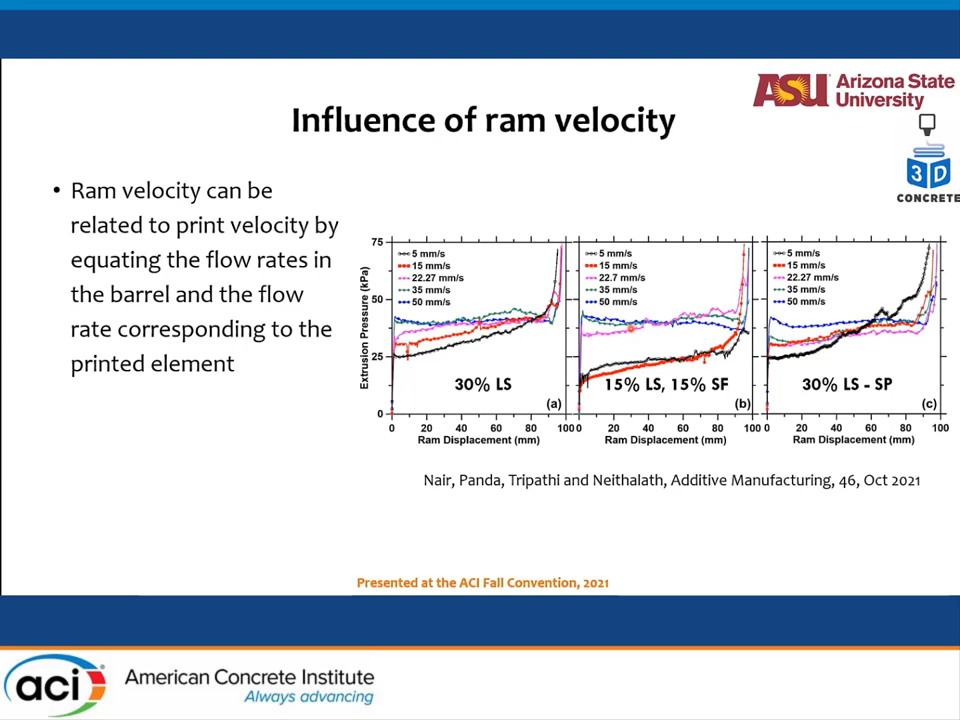 ASU Arizona State
University
Influence of ram velocity
3D
CONCRETE
• Ram velocity can be
related to print velocity by
equating the flow rates in
the barrel and the flow
rate corresponding to the
printed element
Extrusion Pressure (kPa)
75
50
25
0
5 mm/s
15 mm/s
22.27 mm/s
35 mm/s
50 mm/s
30% LS
(a)
0 20 40 60 80 100
Ram Displacement (mm)
5 mm/s
15 mm/s
22.7 mm/s
35 mm/s
50 mm/s
15% LS, 15% SF
(b)
0 20 40 60 80 100
Ram Displacement (mm)
5 mm/s
15 mm/s
22.27 mm/s
35 mm/s
50 mm/s
30% LS - SP
(c)
0 20 40 60 80 100
Ram Displacement (mm)
Nair, Panda, Tripathi and Neithalath, Additive Manufacturing, 46, Oct 2021
Presented at the ACI Fall Convention, 2021
aci American Concrete Institute
Always advancing